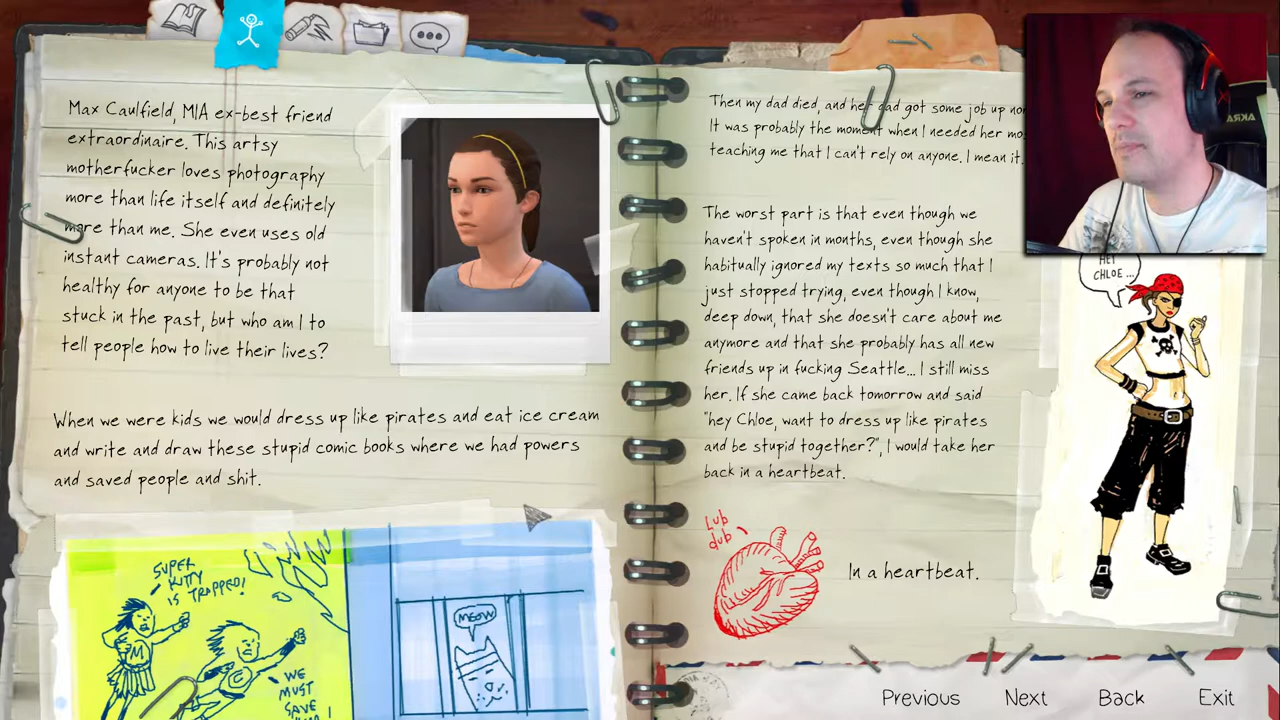 Max Caulfield, MIA ex-best friend
extraordinaire. This artsy
motherfucker loves photography
more than life itself and definitely
more than me. She even uses old
instant cameras. It's probably not
healthy for anyone to be that
stuck in the past, but who am I to
tell people how to live their lives?
When we were kids we would dress up like pirates and eat ice cream
and write and draw these stupid comic books where we had powers
and saved people and shit.
SUPER
KITTY
IS TRAPPED!
M
C
WE
MUST
SAVE
MEOW
Then my dad died, and her dad got some job up
It was probably the moment when I needed her
teaching me that I can't rely on anyone. I mean it.
The worst part is that even though we
haven't spoken in months, even though she
habitually ignored my texts so much that I
just stopped trying, even though I know,
deep down, that she doesn't care about me
anymore and that she probably has all new
friends up in fucking Seattle... I still miss
her. If she came back tomorrow and said
"hey Chloe, want to dress up like pirates
and be stupid together?", I would take her
back in a heartbeat.
HEY
CHLOE...
lub
dub
In a heartbeat.
AKRA
Previous Next Back Exit